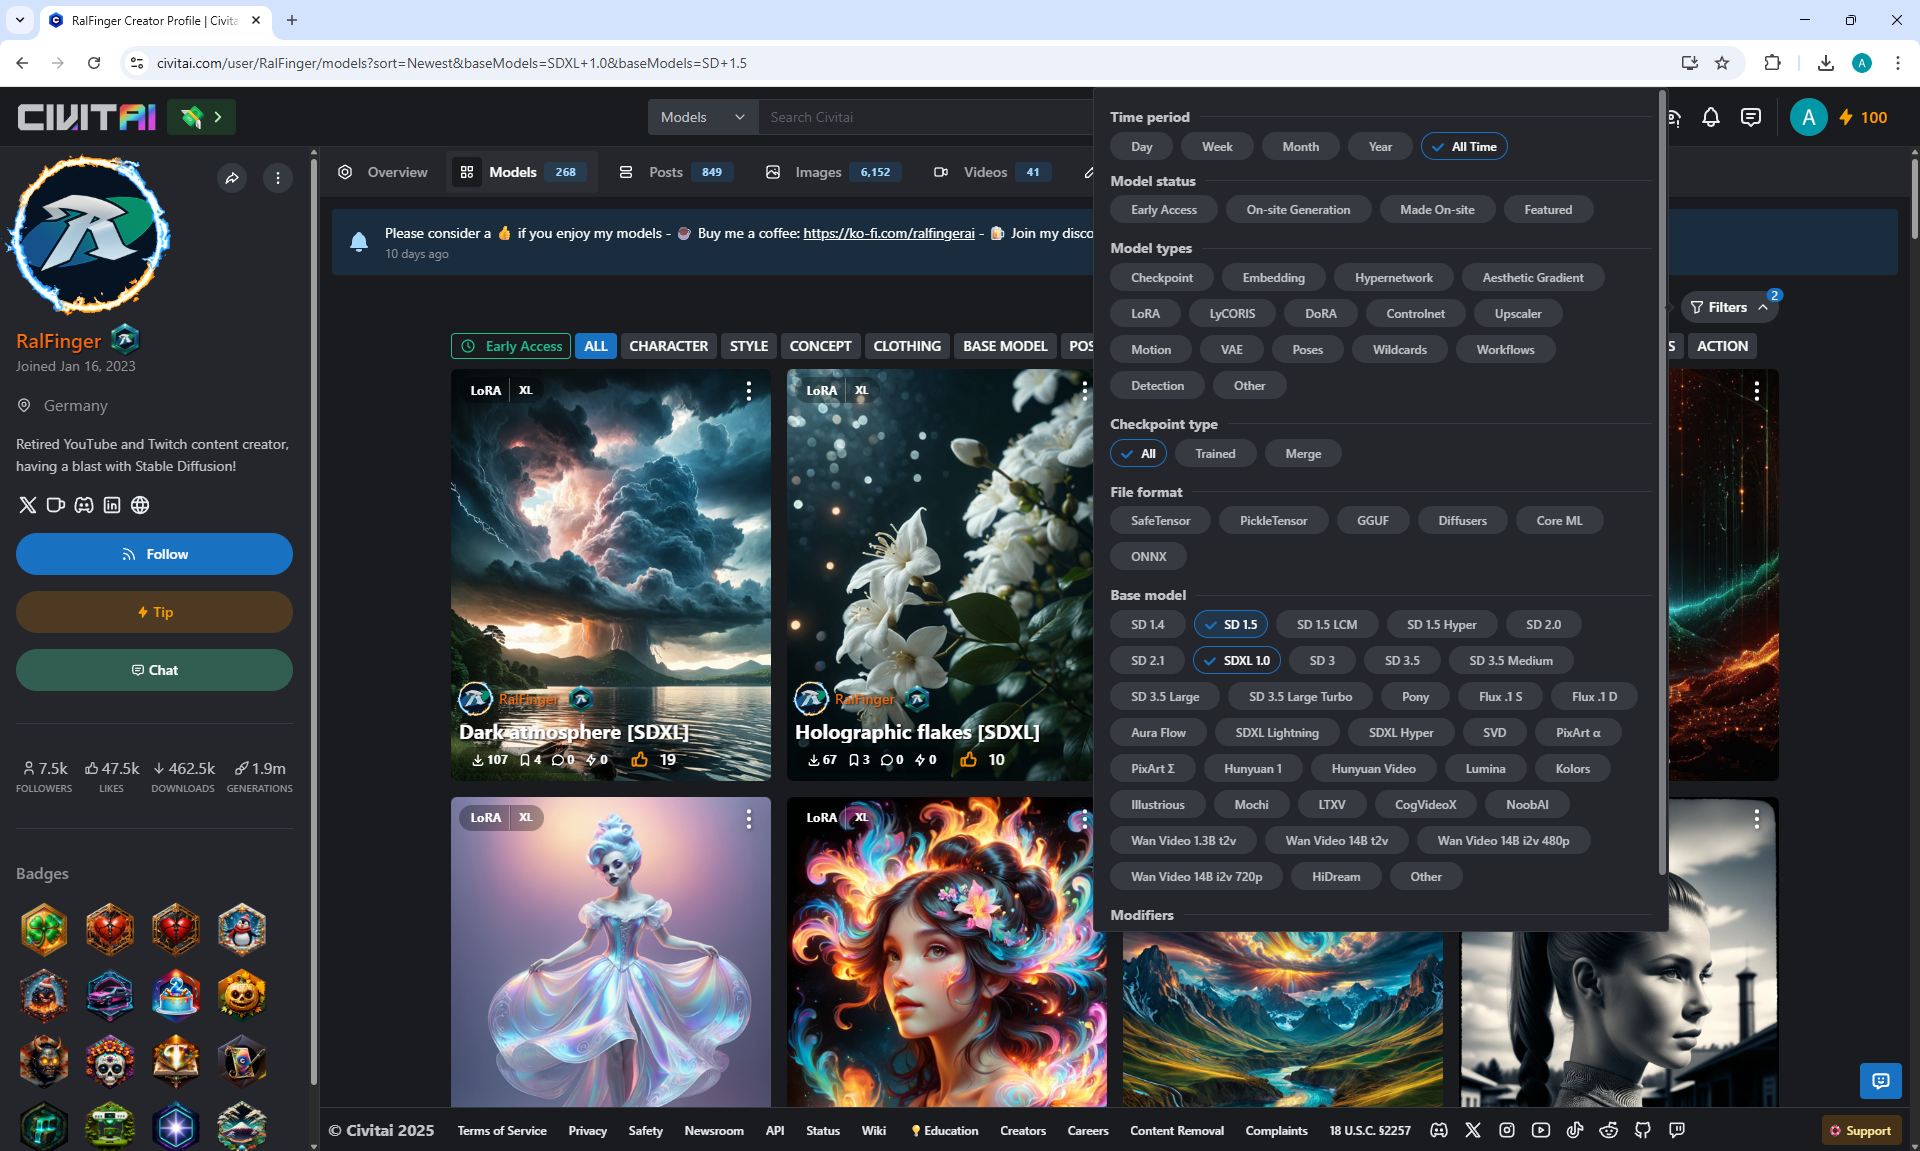 RalFinger Creator Profile | Civita
civitai.com/user/RalFinger/models?sort=Newest&baseModels=SDXL+1.0&baseModels=SD+1.5
A
CIVITAI
Models
Search Civitai
A
100
Overview
Models 268
Posts 849
Images 6,152
Videos 41
Please consider a 👍 if you enjoy my models - ☕ Buy me a coffee: https://ko-fi.com/ralfingerai - 🍻 Join my disco
10 days ago
Filters 2
RalFinger
Joined Jan 16, 2023
Germany
Retired YouTube and Twitch content creator,
having a blast with Stable Diffusion!
Follow
Tip
Chat
7.5k 47.5k 462.5k 1.9m
FOLLOWERS LIKES DOWNLOADS GENERATIONS
Badges
Early Access ALL CHARACTER STYLE CONCEPT CLOTHING BASE MODEL POS
S ACTION
LoRA XL
RalFinger
Dark atmosphere [SDXL]
107 4 0 0 19
LoRA XL
RalFinger
Holographic flakes [SDXL]
67 3 0 0 10
LoRA XL
LoRA XL
Time period
Day Week Month Year All Time
Model status
Early Access On-site Generation Made On-site Featured
Model types
Checkpoint Embedding Hypernetwork Aesthetic Gradient
LoRA LyCORIS DoRA Controlnet Upscaler
Motion VAE Poses Wildcards Workflows
Detection Other
Checkpoint type
All Trained Merge
File format
SafeTensor PickleTensor GGUF Diffusers Core ML
ONNX
Base model
SD 1.4 SD 1.5 SD 1.5 LCM SD 1.5 Hyper SD 2.0
SD 2.1 SDXL 1.0 SD 3 SD 3.5 SD 3.5 Medium
SD 3.5 Large SD 3.5 Large Turbo Pony Flux .1 S Flux .1 D
Aura Flow SDXL Lightning SDXL Hyper SVD PixArt α
PixArt Σ Hunyuan 1 Hunyuan Video Lumina Kolors
Illustrious Mochi LTXV CogVideoX NoobAI
Wan Video 1.3B t2v Wan Video 14B t2v Wan Video 14B i2v 480p
Wan Video 14B i2v 720p HiDream Other
Modifiers
© Civitai 2025 Terms of Service Privacy Safety Newsroom API Status Wiki Education Creators Careers Content Removal Complaints 18 U.S.C. §2257
Support